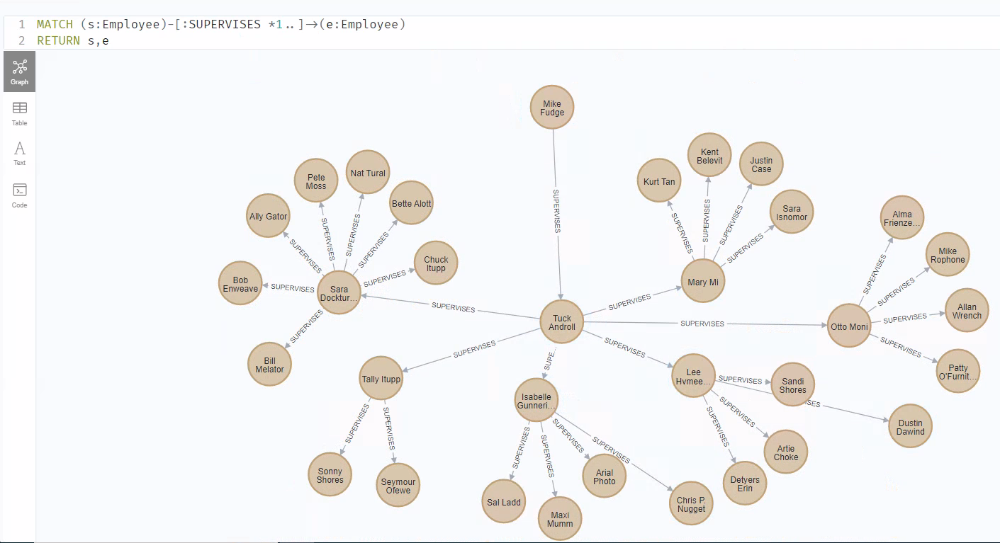 1 MATCH (s:Employee)-[:SUPERVISES *1..]->(e:Employee)
2 RETURN s,e
Graph
Table
Text
Code
Mike
Fudge
SUPERVISES
Kent
Belevit
Justin
Case
Kurt Tan
Sara
Isnomor
SUPERVISES
SUPERVISES
SUPERVISES
SUPERVISES
Mary Mi
Pete
Moss
Nat Tural
Bette Alott
Ally Gator
Chuck
Itupp
Bob
Enweave
SUPERVISES
SUPERVISES
SUPERVISES
SUPERVISES
SUPERVISES
SUPERVISES
SUPERVISES
Sara
Docktur...
Bill
Melator
Alma
Frienze...
Mike
Rophone
Allan
Wrench
Patty
O'Furnit...
SUPERVISES
SUPERVISES
SUPERVISES
SUPERVISES
Otto Moni
Tuck
Androll
SUPERVISES
SUPERVISES
SUPERVISES
SUPERVISES
SUPERVISES
SUPE...
Tally Itupp
SUPERVISES
SUPERVISES
Sonny
Shores
Seymour
Ofewe
Isabelle
Gunneri...
SUPERVISES
SUPERVISES
SUPERVISES
SUPERVISES
Sal Ladd
Maxi
Mumm
Arial
Photo
Chris P.
Nugget
Lee
Hvmee...
SUPERVISES
ISES
SUPERVISES
SUPERVISES
Sandi
Shores
Dustin
Dawind
Artie
Choke
Detyers
Erin